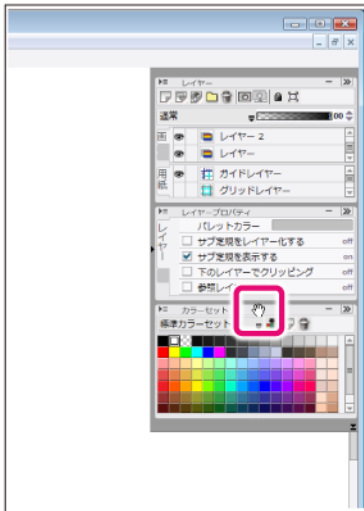 レイヤー
通常
00
画
レイヤー 2
レイヤー
用紙
ガイドレイヤー
グリッドレイヤー
レイヤープロパティ
レイヤー
パレットカラー
サブ定規をレイヤー化する off
サブ定規を表示する on
下のレイヤーでクリッピング off
参照レイ off
カラーセット
標準カラーセット